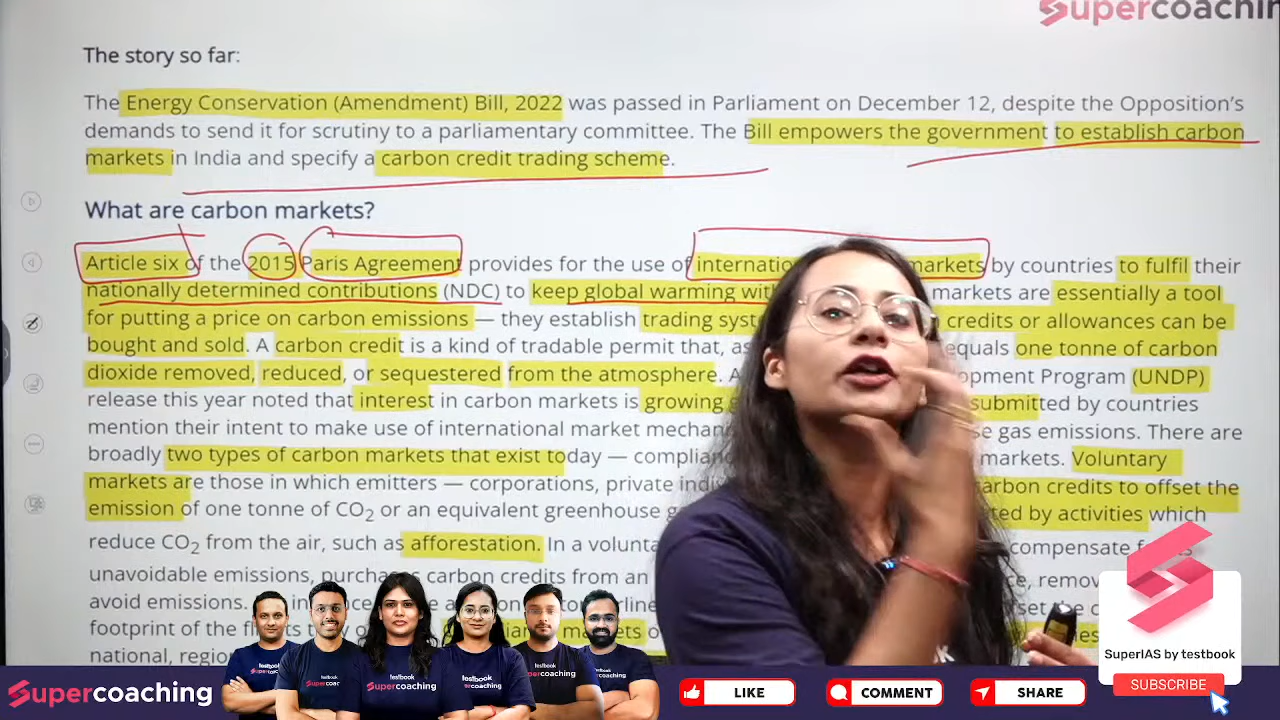 Supercoachin
The story so far:
The Energy Conservation (Amendment) Bill, 2022 was passed in Parliament on December 12, despite the Opposition's
demands to send it for scrutiny to a parliamentary committee. The Bill empowers the government to establish carbon
markets in India and specify a carbon credit trading scheme.
What are carbon markets?
Article six of the 2015 Paris Agreement provides for the use of internatio markets by countries to fulfil their
nationally determined contributions (NDC) to keep global warming with markets are essentially a tool
for putting a price on carbon emissions — they establish trading syst credits or allowances can be
bought and sold. A carbon credit is a kind of tradable permit that, as equals one tonne of carbon
dioxide removed, reduced, or sequestered from the atmosphere. A opment Program (UNDP)
release this year noted that interest in carbon markets is growing submitted by countries
mention their intent to make use of international market mechan se gas emissions. There are
broadly two types of carbon markets that exist today — complianc markets. Voluntary
markets are those in which emitters — corporations, private indi carbon credits to offset the
emission of one tonne of CO2 or an equivalent greenhouse ga ted by activities which
reduce CO2 from the air, such as afforestation. In a volunta compensate f
unavoidable emissions, purchas carbon credits from an remov
avoid emissions. set the c
footprint of the markets
national, regio
Supercoaching
LIKE
COMMENT
SHARE
SuperIAS by testbook
SUBSCRIBE